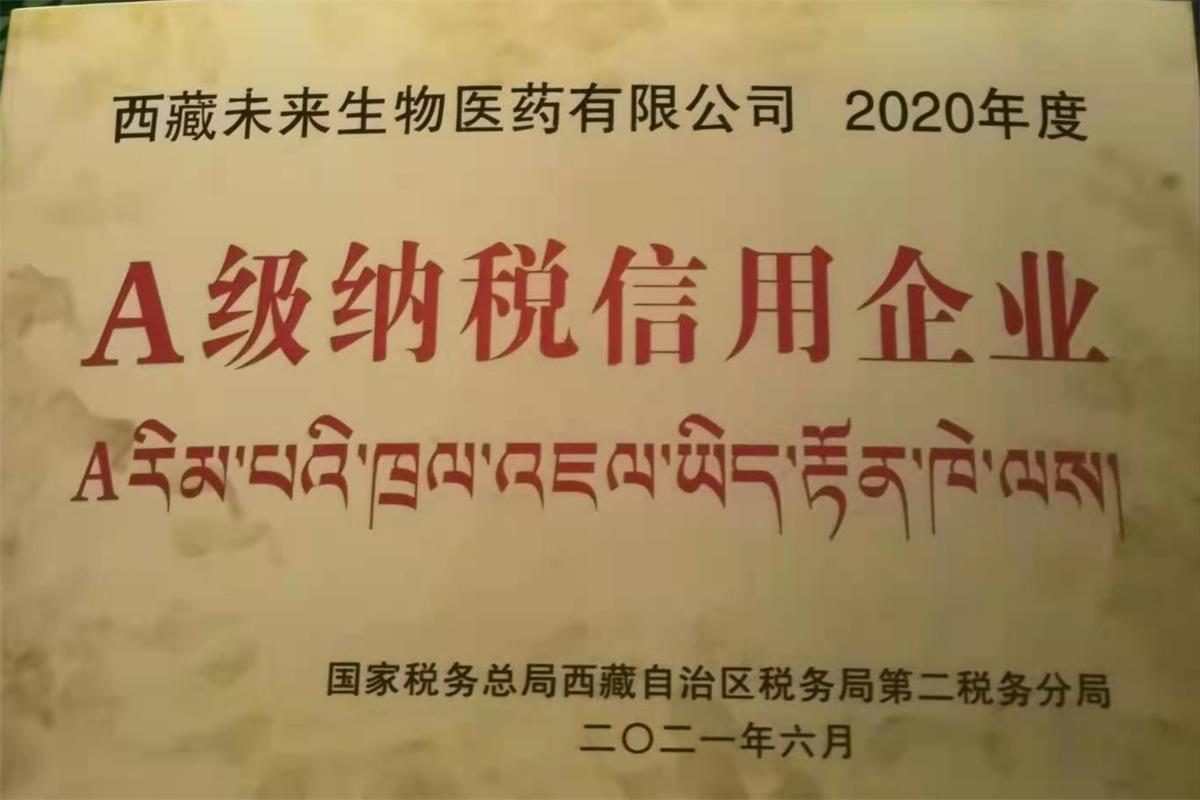 西藏未来生物医药有限公司 2020年度
A级纳税信用企业
A རིམ་པའི་ཁྲལ་འཇལ་ཡིད་རྟོན་ཁེ་ལས།
国家税务总局西藏自治区税务局第二税务分局
二〇二一年六月